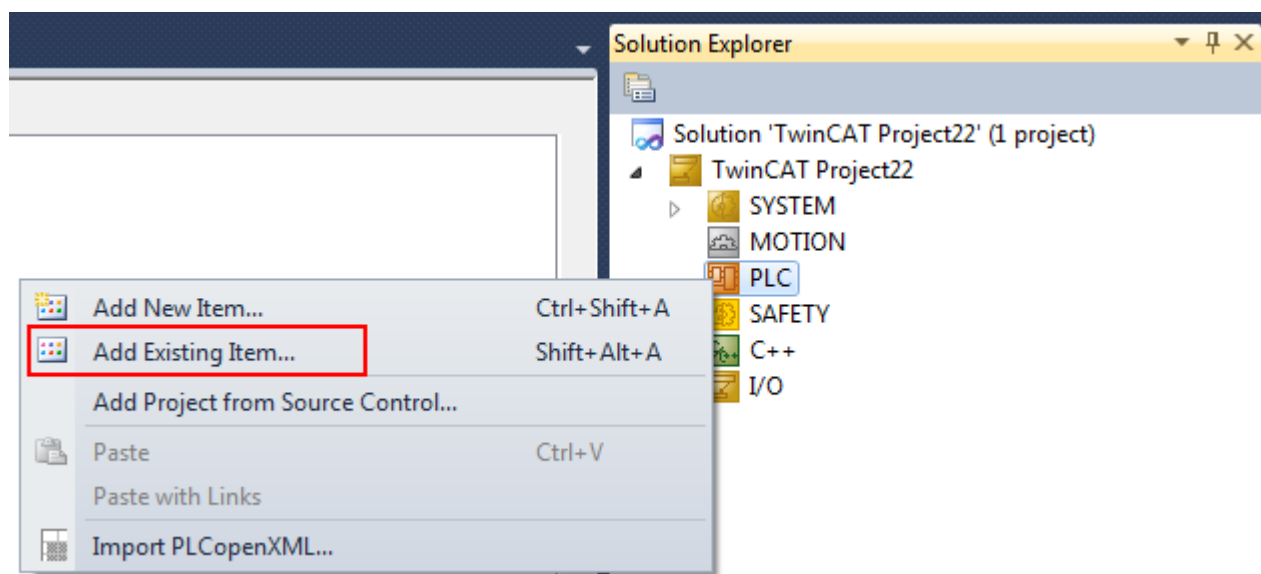 Solution Explorer
Solution 'TwinCAT Project22' (1 project)
TwinCAT Project22
SYSTEM
MOTION
PLC
SAFETY
C++
I/O
Add New Item... Ctrl+Shift+A
Add Existing Item... Shift+Alt+A
Add Project from Source Control...
Paste Ctrl+V
Paste with Links
Import PLCopenXML...